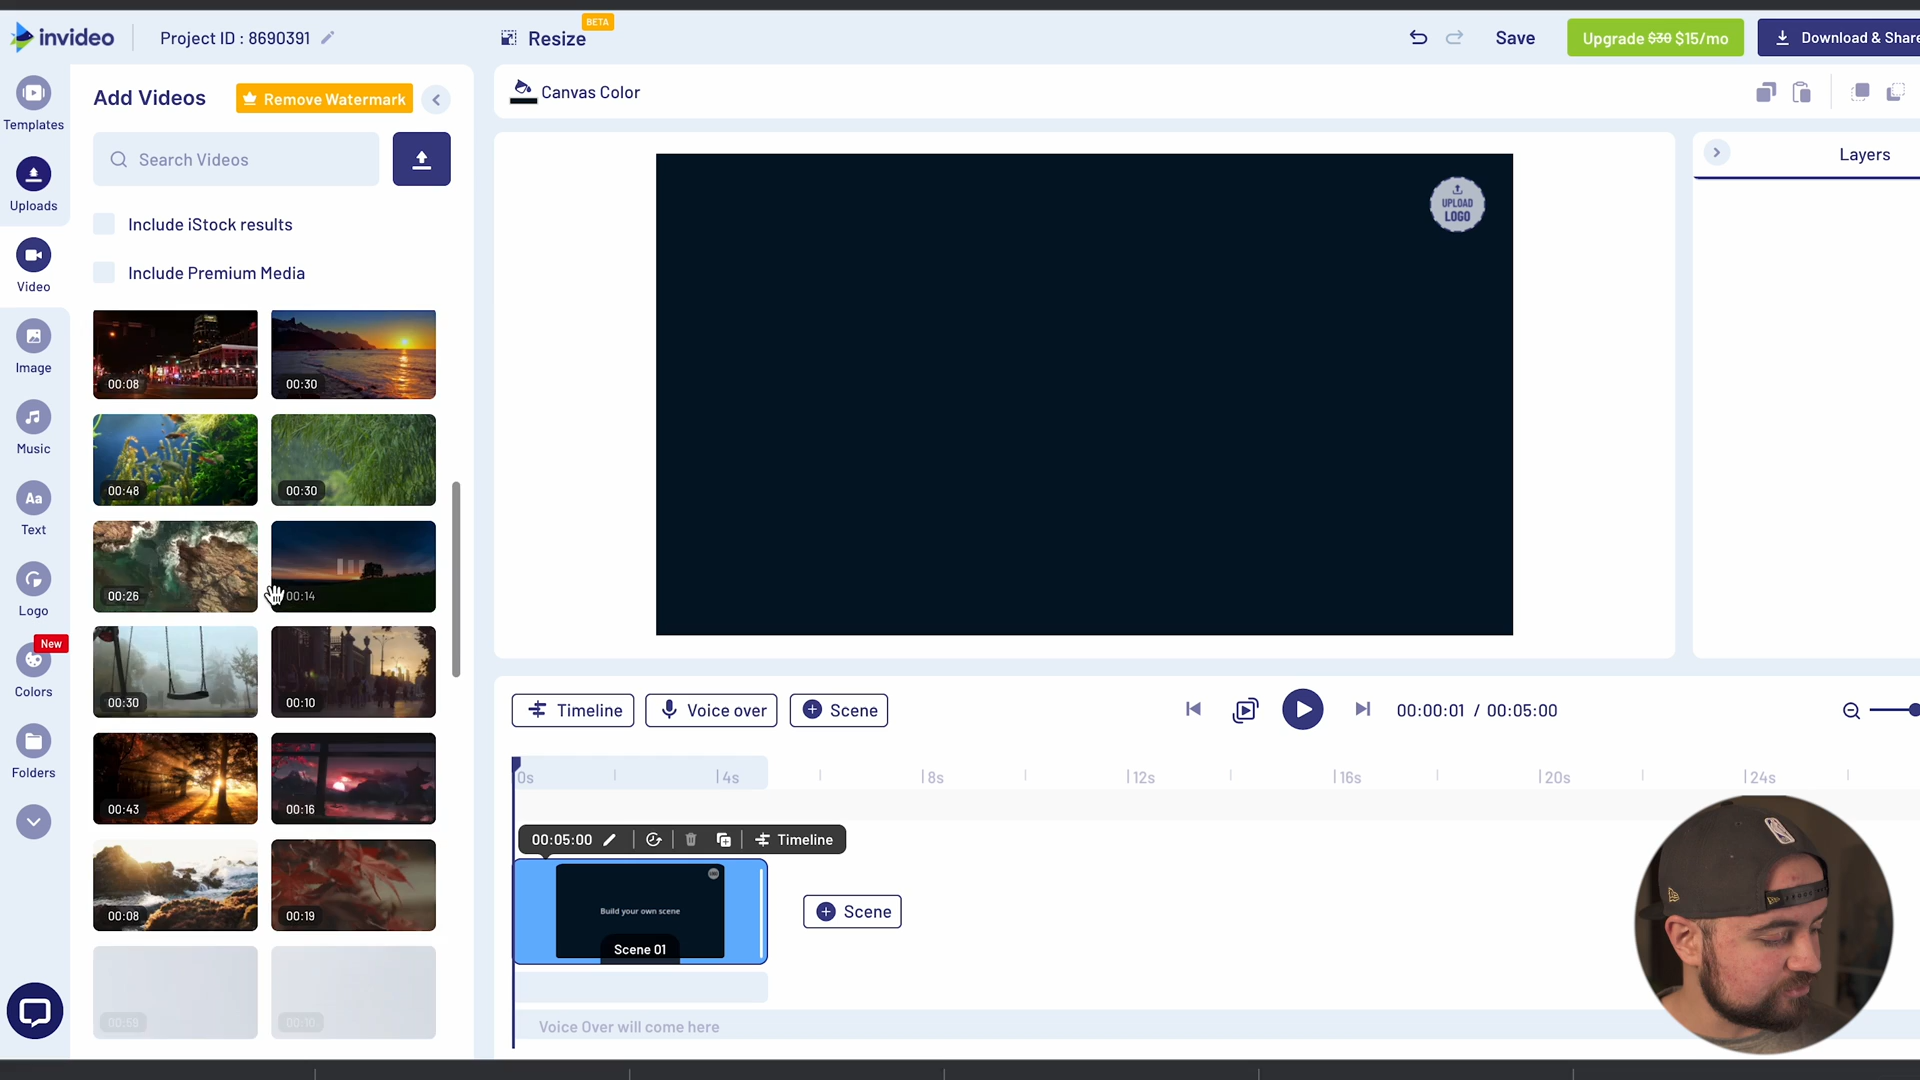 invideo
Project ID : 8690391
Resize
BETA
Save
Upgrade $30 $15/mo
Download & Share
Templates
Uploads
Video
Image
Music
Text
Logo
New
Colors
Folders
Add Videos
Remove Watermark
Search Videos
Include iStock results
Include Premium Media
00:08
00:30
00:48
00:30
00:26
00:14
00:30
00:10
00:43
00:16
00:08
00:19
00:59
00:10
Canvas Color
UPLOAD
LOGO
Layers
Timeline
Voice over
Scene
00:00:01 / 00:05:00
0s
4s
8s
12s
16s
20s
24s
00:05:00
Timeline
Build your own scene
Scene 01
Scene
Voice Over will come here